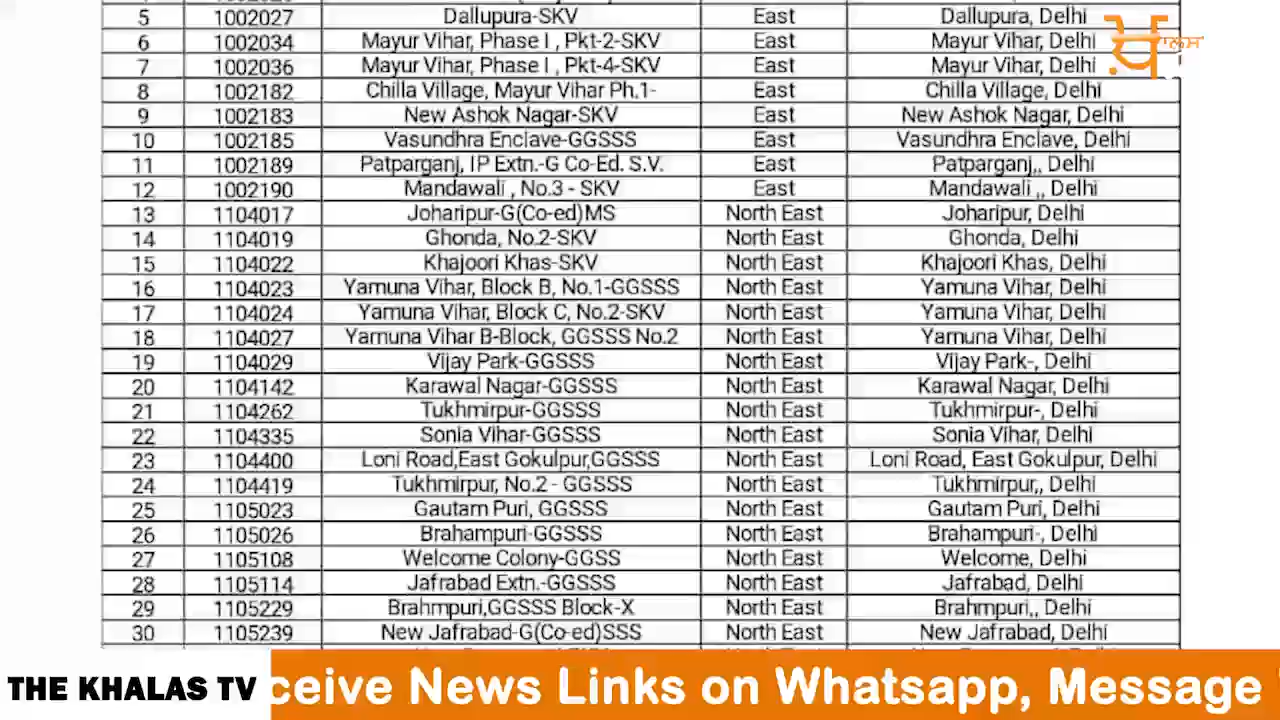 5 1002027 Dallupura-SKV East Dallupura, Delhi
6 1002034 Mayur Vihar, Phase I , Pkt-2-SKV East Mayur Vihar, Delhi
7 1002036 Mayur Vihar, Phase I , Pkt-4-SKV East Mayur Vihar, Delhi
8 1002182 Chilla Village, Mayur Vihar Ph.1- East Chilla Village, Delhi
9 1002183 New Ashok Nagar-SKV East New Ashok Nagar, Delhi
10 1002185 Vasundhra Enclave-GGSSS East Vasundhra Enclave, Delhi
11 1002189 Patparganj, IP Extn.-G Co-Ed. S.V. East Patparganj,, Delhi
12 1002190 Mandawali , No.3 - SKV East Mandawali ,, Delhi
13 1104017 Joharipur-G(Co-ed)MS North East Joharipur, Delhi
14 1104019 Ghonda, No.2-SKV North East Ghonda, Delhi
15 1104022 Khajoori Khas-SKV North East Khajoori Khas, Delhi
16 1104023 Yamuna Vihar, Block B, No.1-GGSSS North East Yamuna Vihar, Delhi
17 1104024 Yamuna Vihar, Block C, No.2-SKV North East Yamuna Vihar, Delhi
18 1104027 Yamuna Vihar B-Block, GGSSS No.2 North East Yamuna Vihar, Delhi
19 1104029 Vijay Park-GGSSS North East Vijay Park-, Delhi
20 1104142 Karawal Nagar-GGSSS North East Karawal Nagar, Delhi
21 1104262 Tukhmirpur-GGSSS North East Tukhmirpur-, Delhi
22 1104335 Sonia Vihar-GGSSS North East Sonia Vihar, Delhi
23 1104400 Loni Road,East Gokulpur,GGSSS North East Loni Road, East Gokulpur, Delhi
24 1104419 Tukhmirpur, No.2 - GGSSS North East Tukhmirpur,, Delhi
25 1105023 Gautam Puri, GGSSS North East Gautam Puri, Delhi
26 1105026 Brahampuri-GGSSS North East Brahampuri-, Delhi
27 1105108 Welcome Colony-GGSS North East Welcome, Delhi
28 1105114 Jafrabad Extn.-GGSSS North East Jafrabad, Delhi
29 1105229 Brahmpuri,GGSSS Block-X North East Brahmpuri,, Delhi
30 1105239 New Jafrabad-G(Co-ed)SSS North East New Jafrabad, Delhi
THE KHALAS TV ceive News Links on Whatsapp, Message